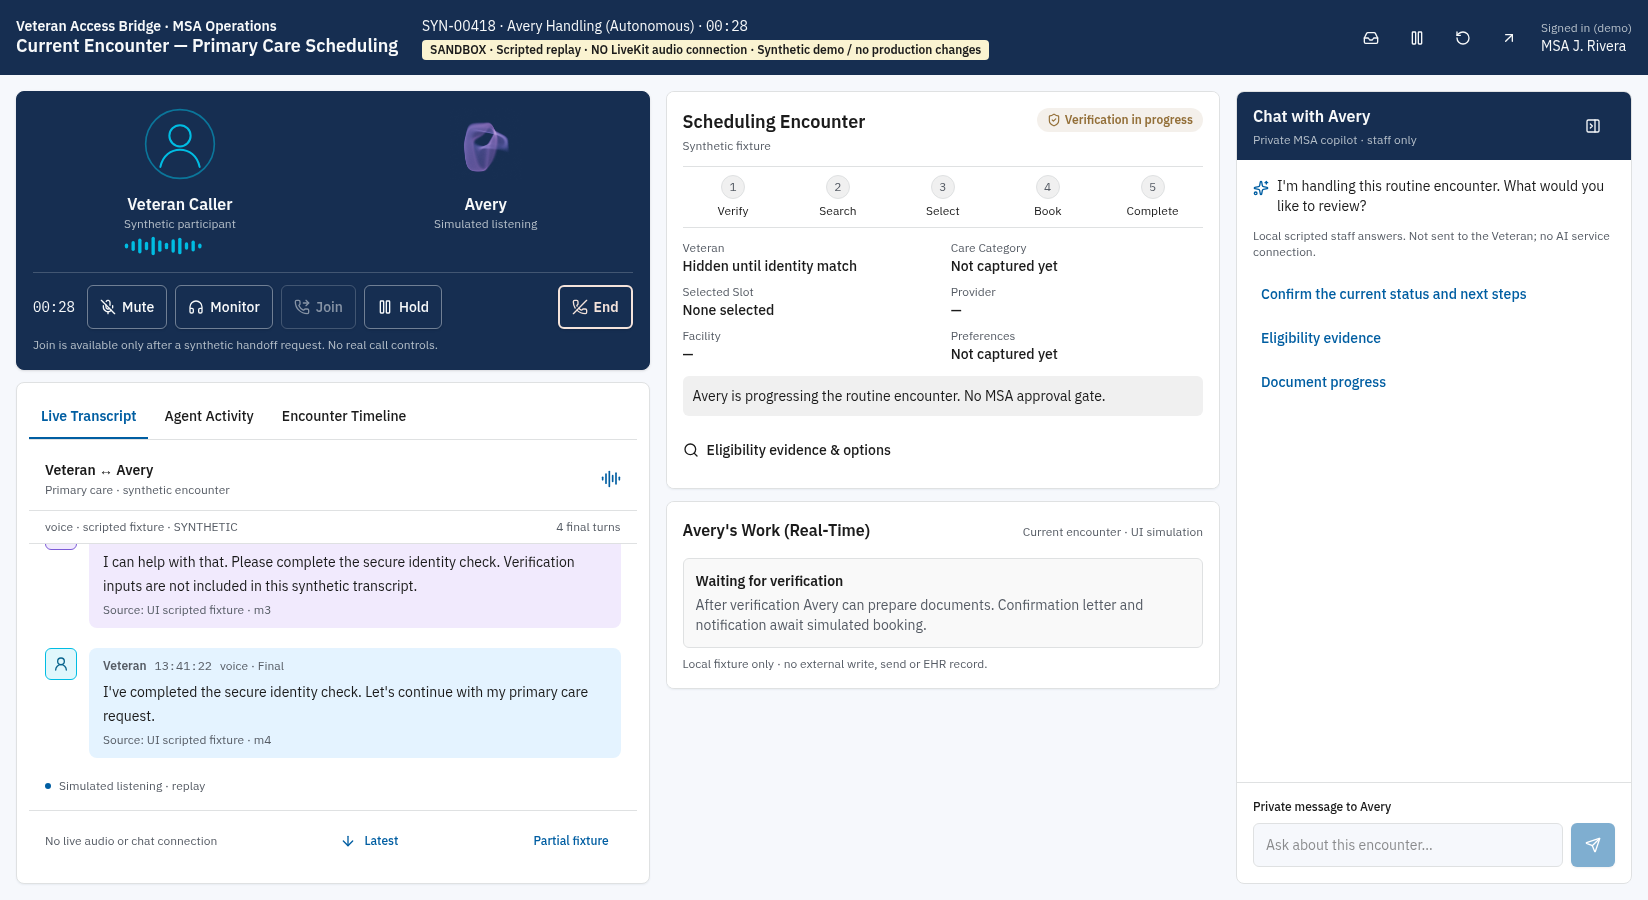 Veteran Access Bridge · MSA Operations
Current Encounter — Primary Care Scheduling
SYN-00418 · Avery Handling (Autonomous) · 00:28
SANDBOX · Scripted replay · NO LiveKit audio connection · Synthetic demo / no production changes
Signed in (demo)
MSA J. Rivera
Veteran Caller
Synthetic participant
Avery
Simulated listening
00:28
Mute
Monitor
Join
Hold
End
Join is available only after a synthetic handoff request. No real call controls.
Live Transcript
Agent Activity
Encounter Timeline
Veteran ↔ Avery
Primary care · synthetic encounter
voice · scripted fixture · SYNTHETIC
4 final turns
I can help with that. Please complete the secure identity check. Verification
inputs are not included in this synthetic transcript.
Source: UI scripted fixture · m3
Veteran 13:41:22 voice · Final
I've completed the secure identity check. Let's continue with my primary care
request.
Source: UI scripted fixture · m4
Simulated listening · replay
No live audio or chat connection
Latest
Partial fixture
Scheduling Encounter
Verification in progress
Synthetic fixture
1
2
3
4
5
Verify
Search
Select
Book
Complete
Veteran
Hidden until identity match
Care Category
Not captured yet
Selected Slot
None selected
Provider
—
Facility
—
Preferences
Not captured yet
Avery is progressing the routine encounter. No MSA approval gate.
Eligibility evidence & options
Avery's Work (Real-Time)
Current encounter · UI simulation
Waiting for verification
After verification Avery can prepare documents. Confirmation letter and
notification await simulated booking.
Local fixture only · no external write, send or EHR record.
Chat with Avery
Private MSA copilot · staff only
I'm handling this routine encounter. What would you
like to review?
Local scripted staff answers. Not sent to the Veteran; no AI service
connection.
Confirm the current status and next steps
Eligibility evidence
Document progress
Private message to Avery
Ask about this encounter...